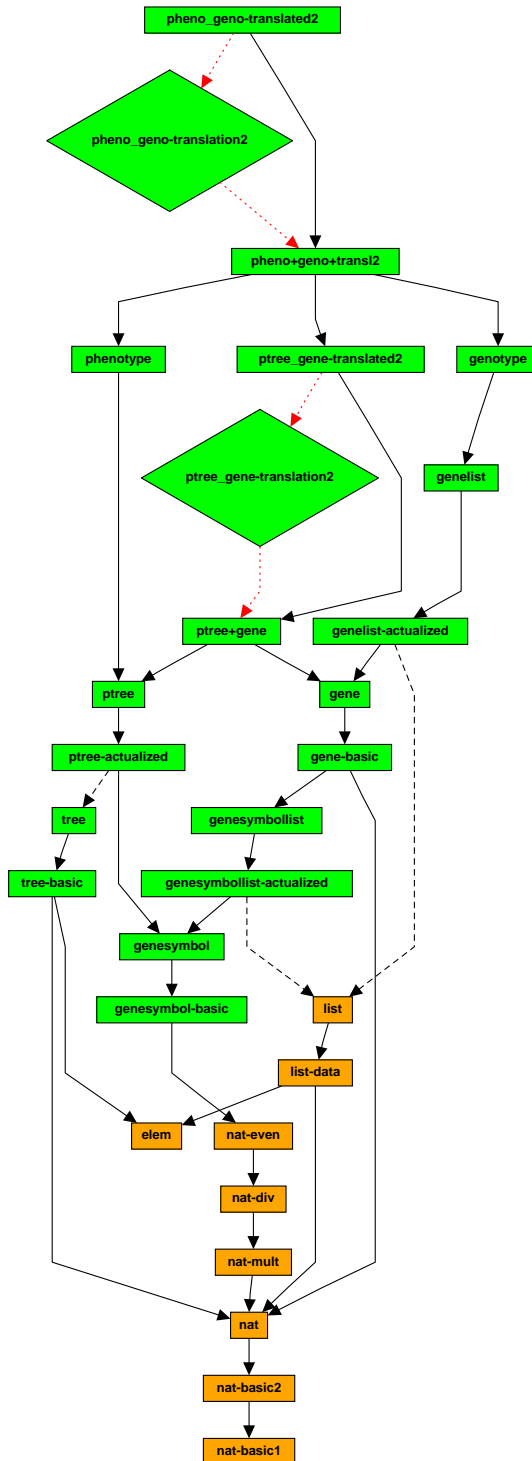 pheno_geno-translated2
pheno_geno-translation2
pheno+geno+transl2
phenotype
ptree_gene-translated2
genotype
ptree_gene-translation2
genelist
ptree+gene
genelist-actualized
ptree
gene
ptree-actualized
gene-basic
tree
genesymbollist
tree-basic
genesymbollist-actualized
genesymbol
genesymbol-basic
list
list-data
elem
nat-even
nat-div
nat-mult
nat
nat-basic2
nat-basic1